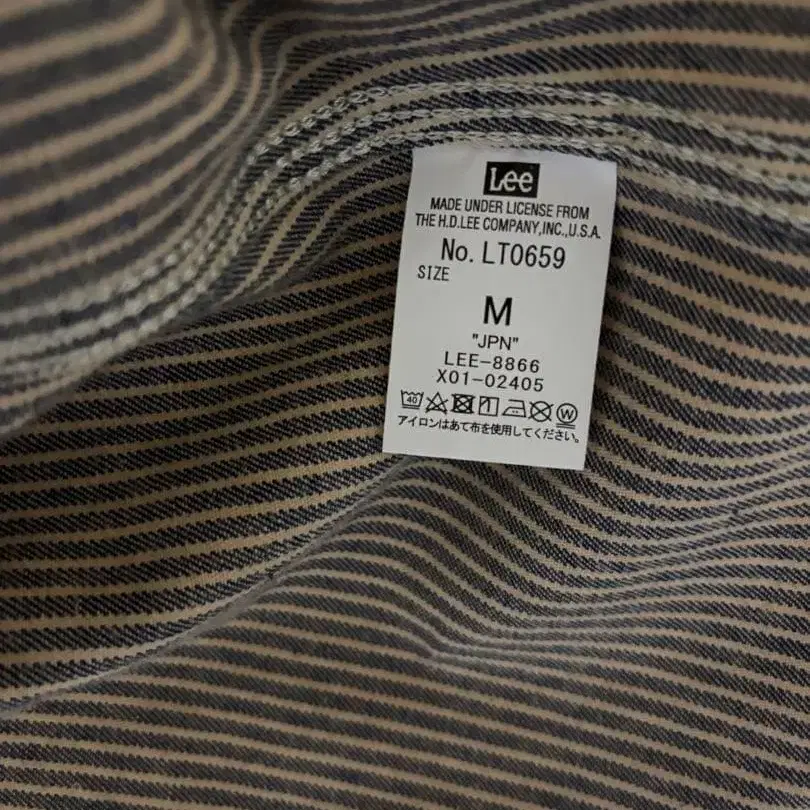 Lee
MADE UNDER LICENSE FROM
THE H.D.LEE COMPANY,INC.,U.S.A.
No. LT0659
SIZE
M
"JPN"
LEE-8866
X01-02405
40 W
アイロンはあて布を使用してください。